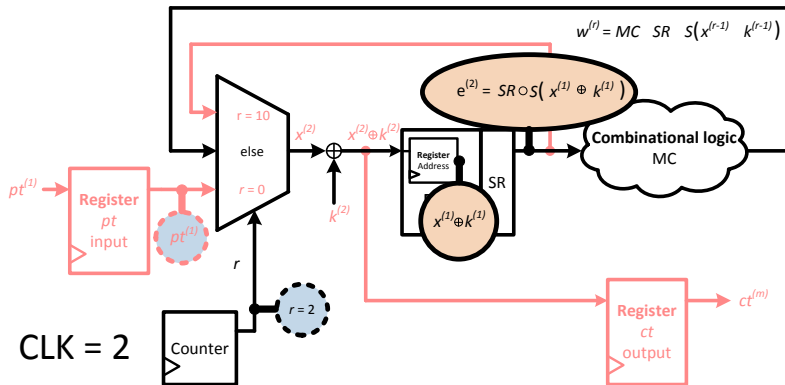 w^(r) = MC SR S(x^(r-1) k^(r-1))
e^(2) = SR ○ S( x^(1) ⊕ k^(1) )
r = 10
x^(2)
x^(2)⊕k^(2)
Combinational logic
MC
else
Register
Address
SR
pt^(1)
Register
pt
input
r=0
pt^(1)
k^(2)
x^(1)⊕k^(1)
r
r = 2
Register
ct
output
ct^(m)
CLK = 2
Counter